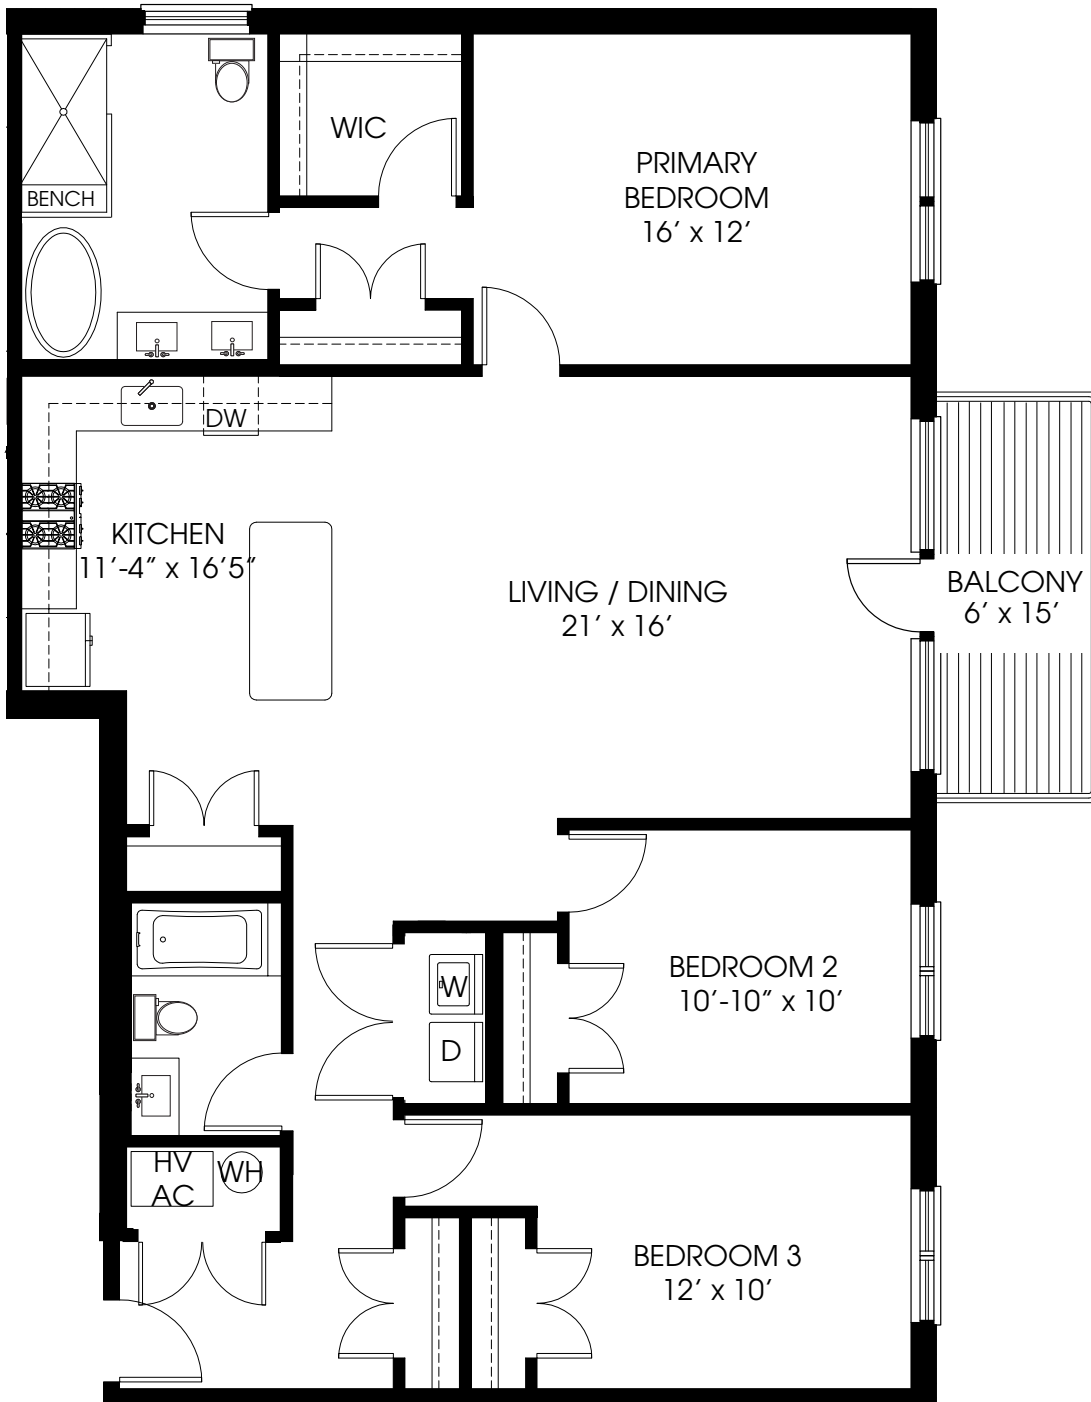 WIC
PRIMARY
BEDROOM
16’ x 12’
BENCH
DW
KITCHEN
11’-4” x 16’5”
LIVING / DINING
21’ x 16’
BALCONY
6’ x 15’
W
D
BEDROOM 2
10’-10” x 10’
HV
AC
WH
BEDROOM 3
12’ x 10’